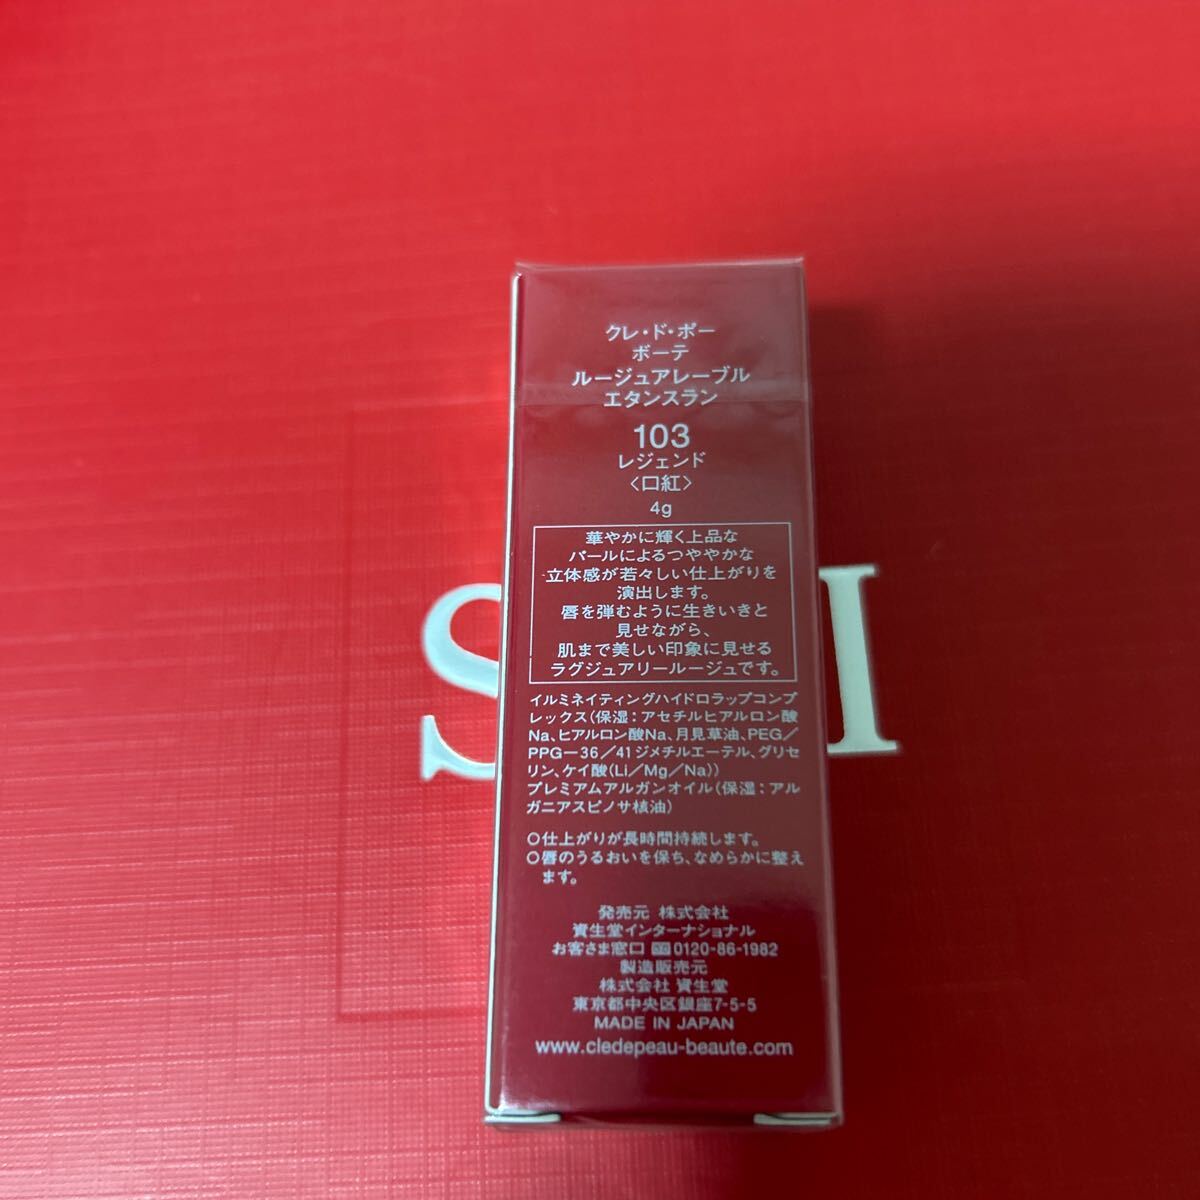 クレ・ド・ポー
ボーテ
ルージュアレーブル
エタンスラン
103
レジェンド
〈口紅〉
4g
華やかに輝く上品な
パールによるつややかな
立体感が若々しい仕上がりを
演出します。
唇を弾むように生きいきと
見せながら、
肌まで美しい印象に見せる
ラグジュアリールージュです。
イルミネイティングハイドロラップコンプ
レックス(保湿：アセチルヒアルロン酸
Na、ヒアルロン酸Na、月見草油、PEG／
PPG－36／41ジメチルエーテル、グリセ
リン、ケイ酸(Li／Mg／Na))
プレミアムアルガンオイル(保湿：アル
ガニアスピノサ核油)
○仕上がりが長時間持続します。
○唇のうるおいを保ち、なめらかに整え
ます。
発売元 株式会社
資生堂インターナショナル
お客さま窓口 0120-86-1982
製造販売元
株式会社 資生堂
東京都中央区銀座7-5-5
MADE IN JAPAN
www.cledepeau-beaute.com